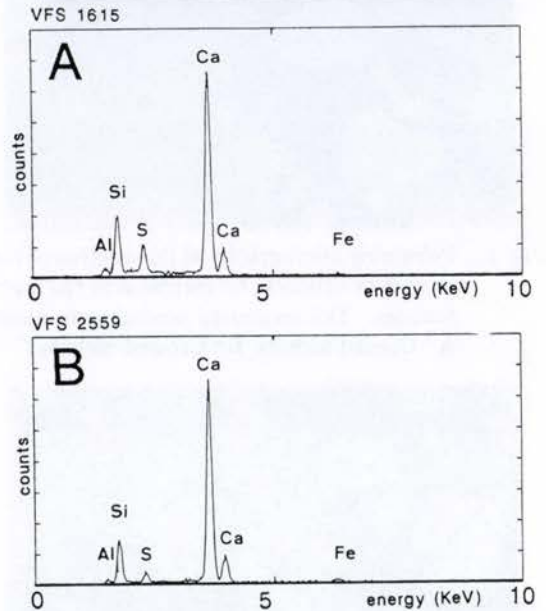 VFS 1615
A
Ca
counts
Si
Al
S
Ca
Fe
0
5
energy (KeV)
10
VFS 2559
B
Ca
counts
Si
Al
S
Ca
Fe
0
5
energy (KeV)
10